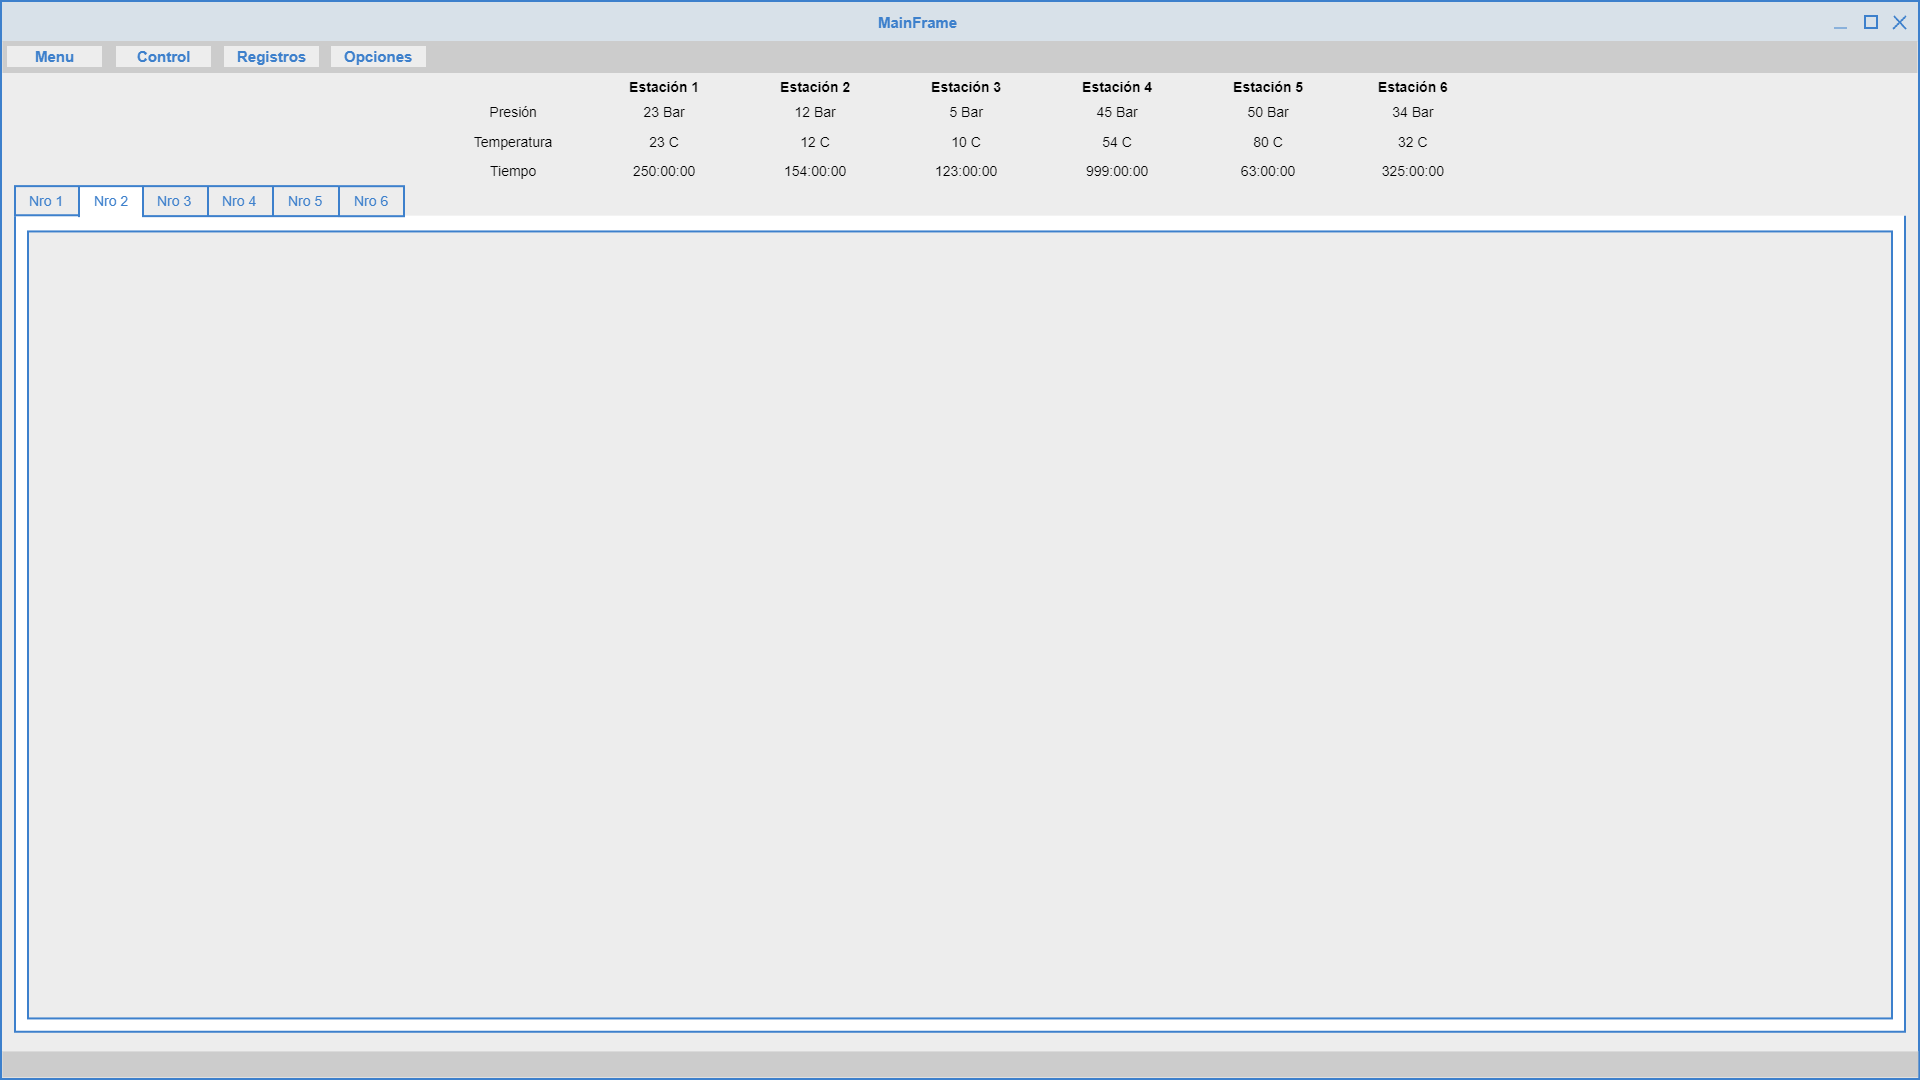 MainFrame
Menu Control Registros Opciones
Estación 1 Estación 2 Estación 3 Estación 4 Estación 5 Estación 6
Presión 23 Bar 12 Bar 5 Bar 45 Bar 50 Bar 34 Bar
Temperatura 23 C 12 C 10 C 54 C 80 C 32 C
Tiempo 250:00:00 154:00:00 123:00:00 999:00:00 63:00:00 325:00:00
Nro 1 Nro 2 Nro 3 Nro 4 Nro 5 Nro 6